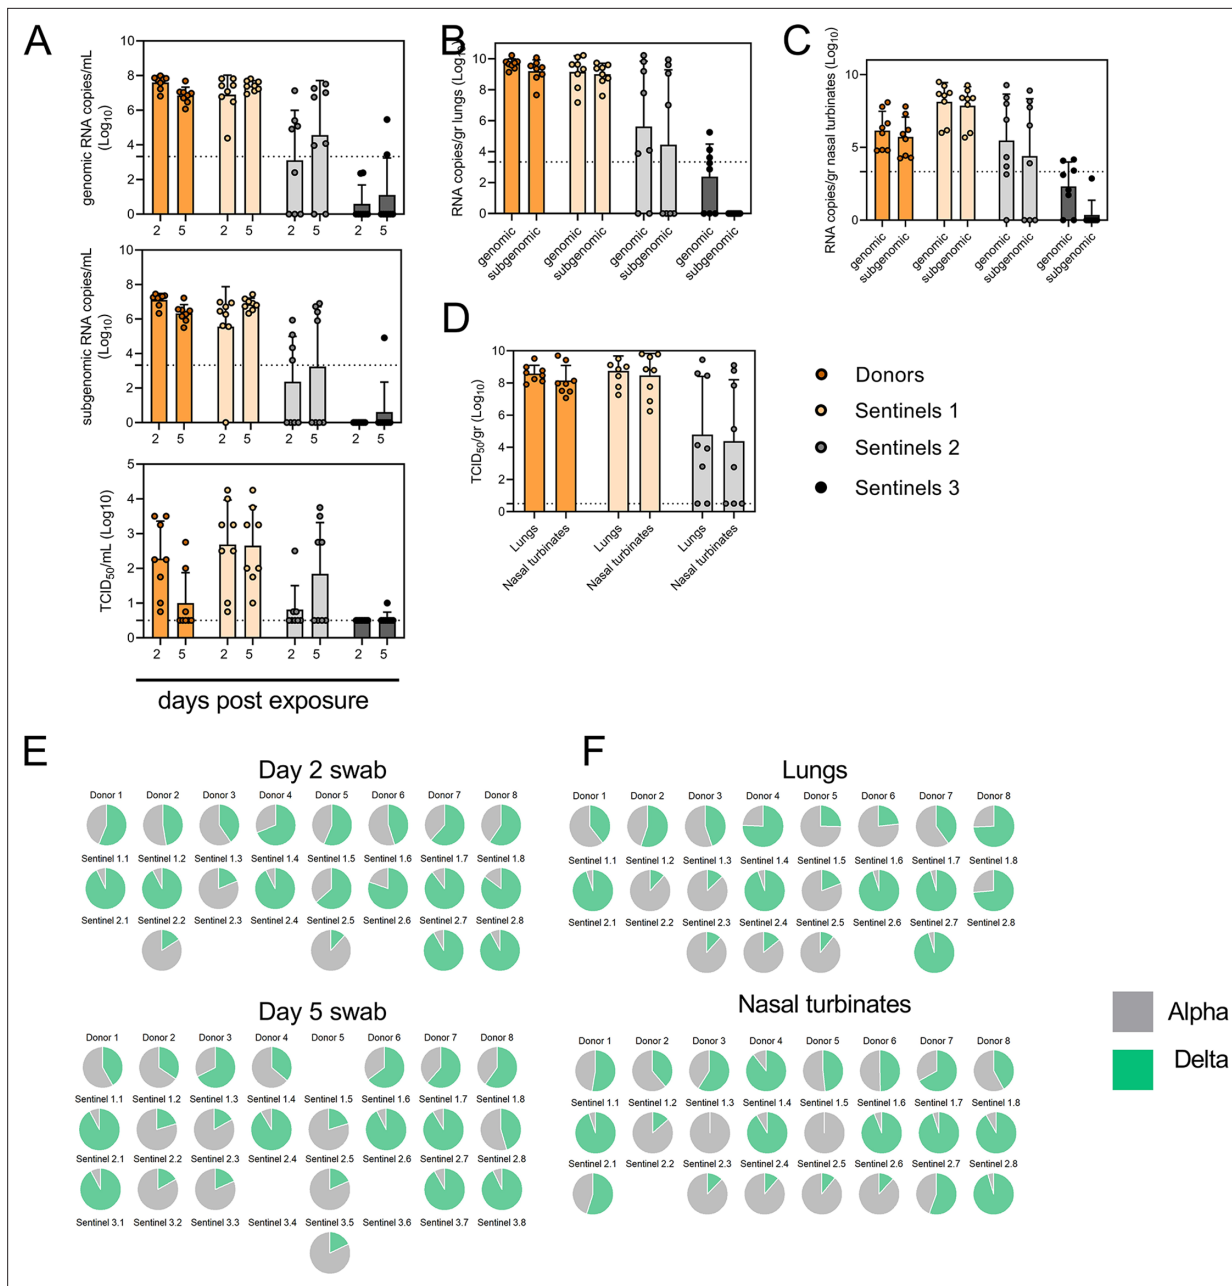 A
genomic RNA copies/mL
(Log10)
10
8
6
4
2
0
2 5 2 5 2 5 2 5
subgenomic RNA copies/mL
(Log10)
10
8
6
4
2
0
2 5 2 5 2 5 2 5
TCID50/mL (Log10)
5
4
3
2
1
0
2 5 2 5 2 5 2 5
days post exposure
B
RNA copies/gr lungs (Log10)
10
8
6
4
2
0
genomic subgenomic genomic subgenomic genomic subgenomic genomic subgenomic
C
RNA copies/gr nasal turbinates (Log10)
10
5
0
genomic subgenomic genomic subgenomic genomic subgenomic genomic subgenomic
D
TCID50/gr (Log10)
10
8
6
4
2
0
Lungs Nasal turbinates Lungs Nasal turbinates Lungs Nasal turbinates
Donors
Sentinels 1
Sentinels 2
Sentinels 3
E
Day 2 swab
Donor 1 Donor 2 Donor 3 Donor 4 Donor 5 Donor 6 Donor 7 Donor 8
Sentinel 1.1 Sentinel 1.2 Sentinel 1.3 Sentinel 1.4 Sentinel 1.5 Sentinel 1.6 Sentinel 1.7 Sentinel 1.8
Sentinel 2.1 Sentinel 2.2 Sentinel 2.3 Sentinel 2.4 Sentinel 2.5 Sentinel 2.6 Sentinel 2.7 Sentinel 2.8
Day 5 swab
Donor 1 Donor 2 Donor 3 Donor 4 Donor 5 Donor 6 Donor 7 Donor 8
Sentinel 1.1 Sentinel 1.2 Sentinel 1.3 Sentinel 1.4 Sentinel 1.5 Sentinel 1.6 Sentinel 1.7 Sentinel 1.8
Sentinel 2.1 Sentinel 2.2 Sentinel 2.3 Sentinel 2.4 Sentinel 2.5 Sentinel 2.6 Sentinel 2.7 Sentinel 2.8
Sentinel 3.1 Sentinel 3.2 Sentinel 3.3 Sentinel 3.4 Sentinel 3.5 Sentinel 3.6 Sentinel 3.7 Sentinel 3.8
F
Lungs
Donor 1 Donor 2 Donor 3 Donor 4 Donor 5 Donor 6 Donor 7 Donor 8
Sentinel 1.1 Sentinel 1.2 Sentinel 1.3 Sentinel 1.4 Sentinel 1.5 Sentinel 1.6 Sentinel 1.7 Sentinel 1.8
Sentinel 2.1 Sentinel 2.2 Sentinel 2.3 Sentinel 2.4 Sentinel 2.5 Sentinel 2.6 Sentinel 2.7 Sentinel 2.8
Nasal turbinates
Donor 1 Donor 2 Donor 3 Donor 4 Donor 5 Donor 6 Donor 7 Donor 8
Sentinel 1.1 Sentinel 1.2 Sentinel 1.3 Sentinel 1.4 Sentinel 1.5 Sentinel 1.6 Sentinel 1.7 Sentinel 1.8
Sentinel 2.1 Sentinel 2.2 Sentinel 2.3 Sentinel 2.4 Sentinel 2.5 Sentinel 2.6 Sentinel 2.7 Sentinel 2.8
Alpha
Delta